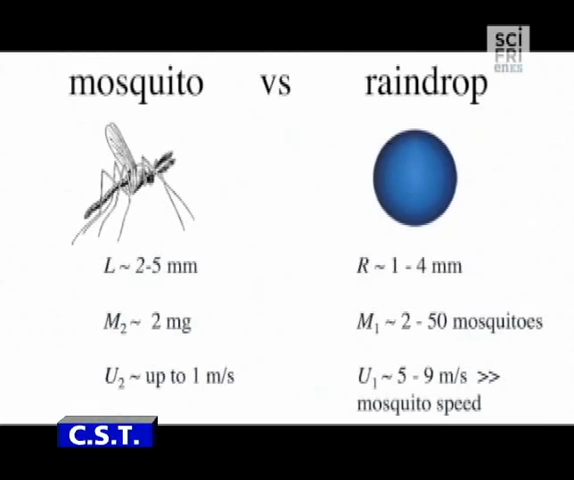 SCI
FRI
mosquito vs raindrop
L ~ 2-5 mm
R ~ 1 - 4 mm
M₂ ~ 2 mg
M₁ ~ 2 - 50 mosquitoes
U₂ ~ up to 1 m/s
U₁ ~ 5 - 9 m/s >>
mosquito speed
C.S.T.